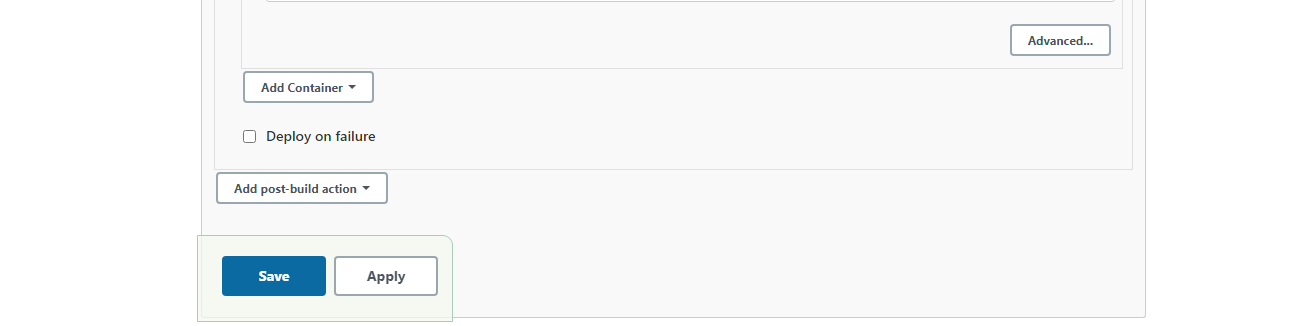 Advanced...
Add Container
Deploy on failure
Add post-build action
Save Apply